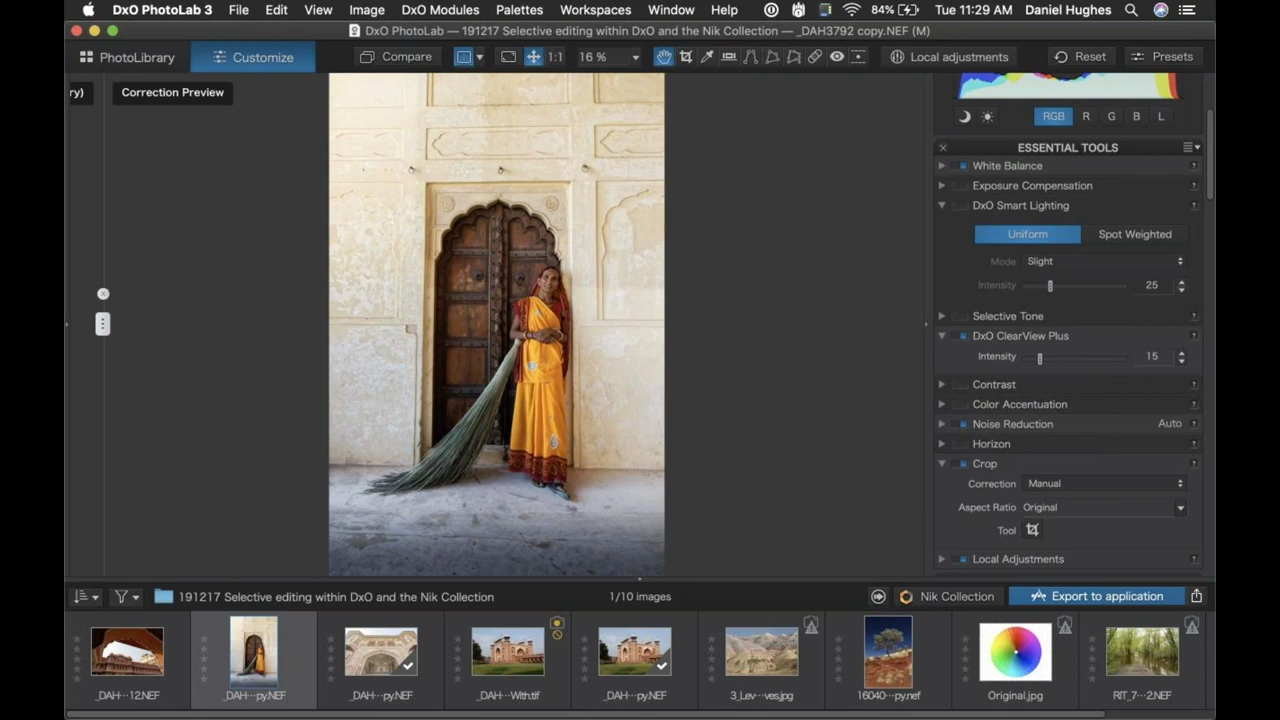 DxO PhotoLab 3 File Edit View Image DxO Modules Palettes Workspaces Window Help 84% Tue 11:29 AM Daniel Hughes
DxO PhotoLab — 191217 Selective editing within DxO and the Nik Collection — _DAH3792 copy.NEF (M)
PhotoLibrary Customize Compare 1:1 16 % Local adjustments Reset Presets
ry) Correction Preview
RGB R G B L
ESSENTIAL TOOLS
White Balance ?
Exposure Compensation ?
DxO Smart Lighting ?
Uniform Spot Weighted
Mode Slight
Intensity 25
Selective Tone ?
DxO ClearView Plus ?
Intensity 15
Contrast ?
Color Accentuation ?
Noise Reduction Auto ?
Horizon ?
Crop ?
Correction Manual
Aspect Ratio Original
Tool
Local Adjustments ?
191217 Selective editing within DxO and the Nik Collection 1/10 images Nik Collection Export to application
_DAH···12.NEF _DAH···py.NEF _DAH···py.NEF _DAH···With.tif _DAH···py.NEF 3_Lev···ves.jpg 16040···py.nef Original.jpg RIT_7···2.NEF